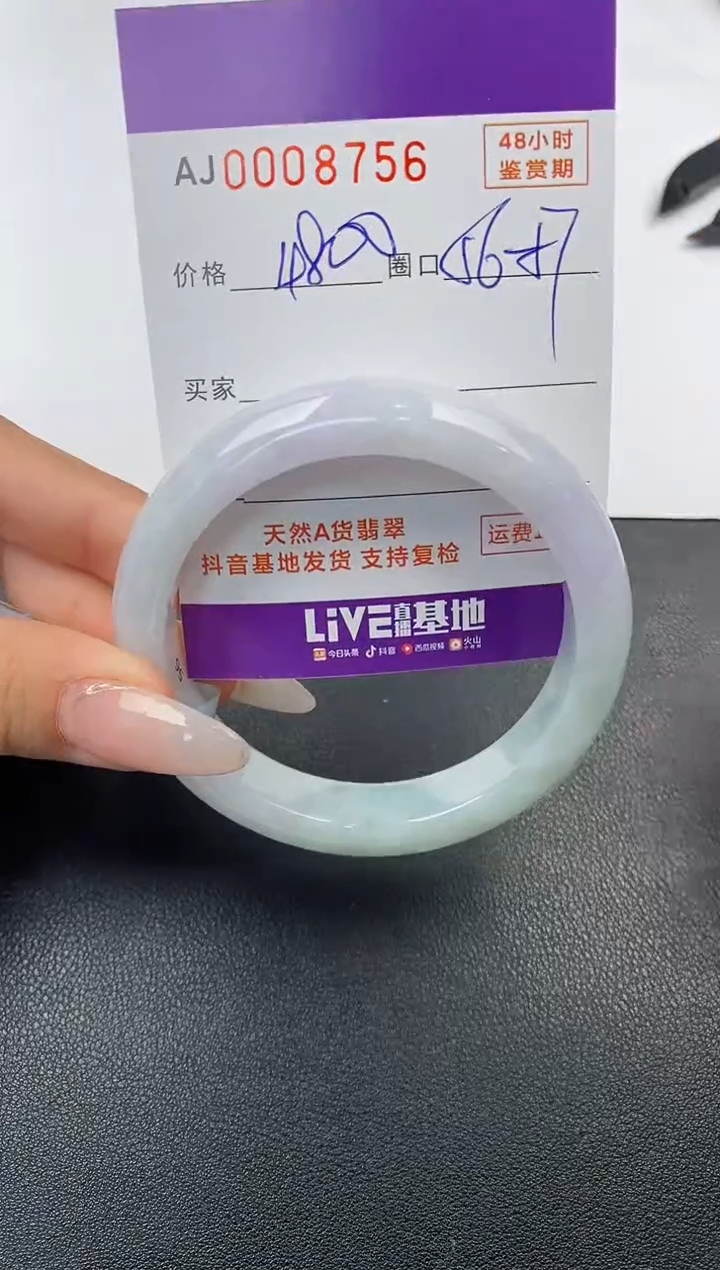 AJ0008756
48小时
鉴赏期
价格 4800 圈口 56+7
买家
天然A货翡翠
抖音基地发货 支持复检
运费
LiVE直播基地
今日头条 抖音 西瓜视频 火山